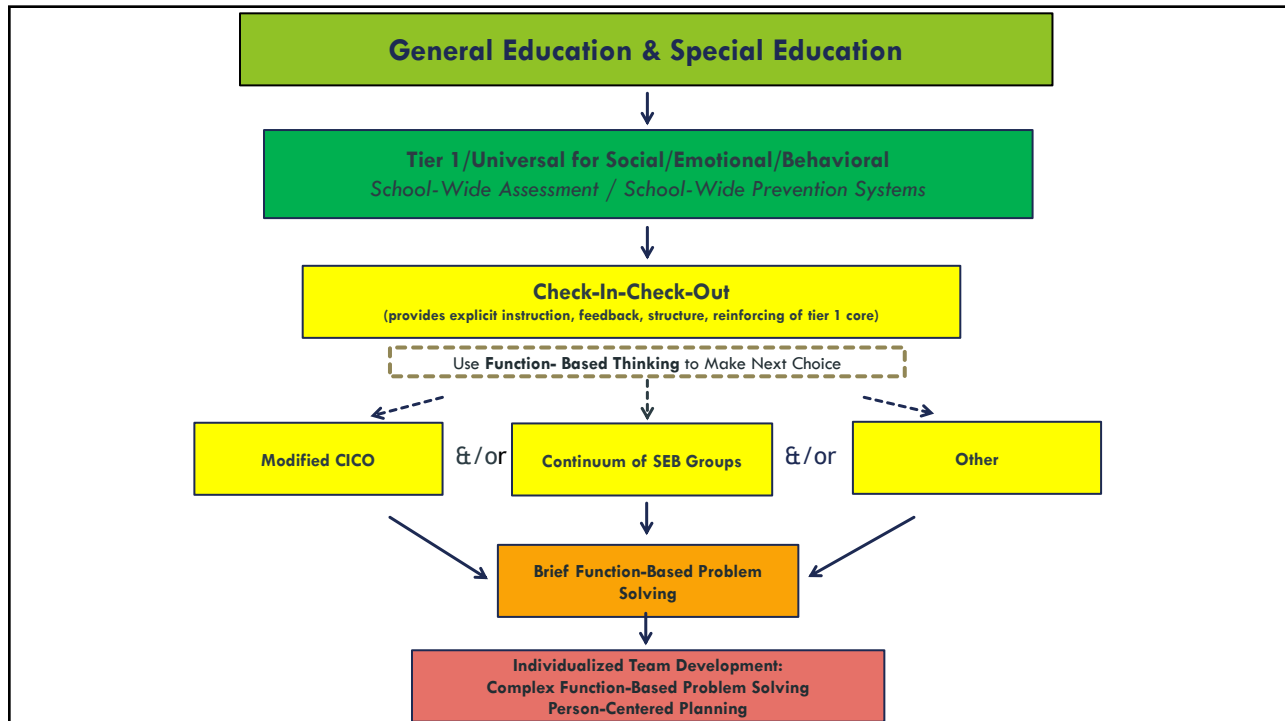 General Education & Special Education
Tier 1/Universal for Social/Emotional/Behavioral
School-Wide Assessment / School-Wide Prevention Systems
Check-In-Check-Out
(provides explicit instruction, feedback, structure, reinforcing of tier 1 core)
Use Function- Based Thinking to Make Next Choice
Modified CICO
&/or
Continuum of SEB Groups
&/or
Other
Brief Function-Based Problem
Solving
Individualized Team Development:
Complex Function-Based Problem Solving
Person-Centered Planning